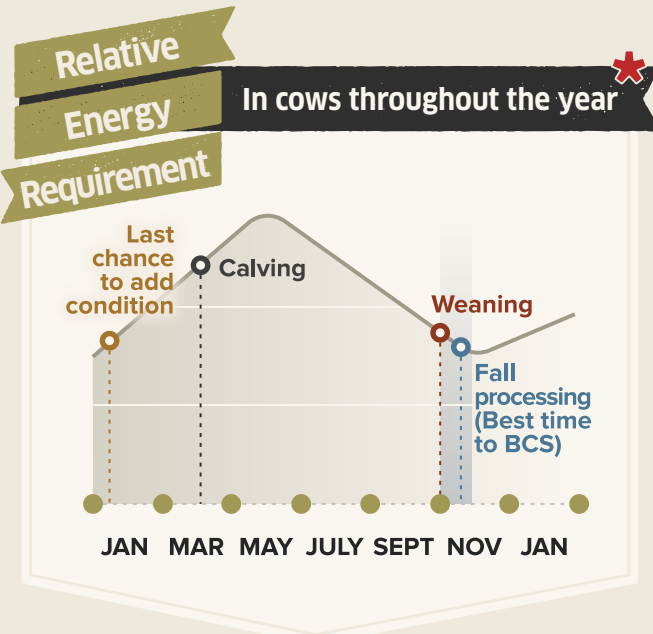 Relative
Energy
Requirement
In cows throughout the year*
Last
chance
to add
condition
Calving
Weaning
Fall
processing
(Best time
to BCS)
JAN MAR MAY JULY SEPT NOV JAN